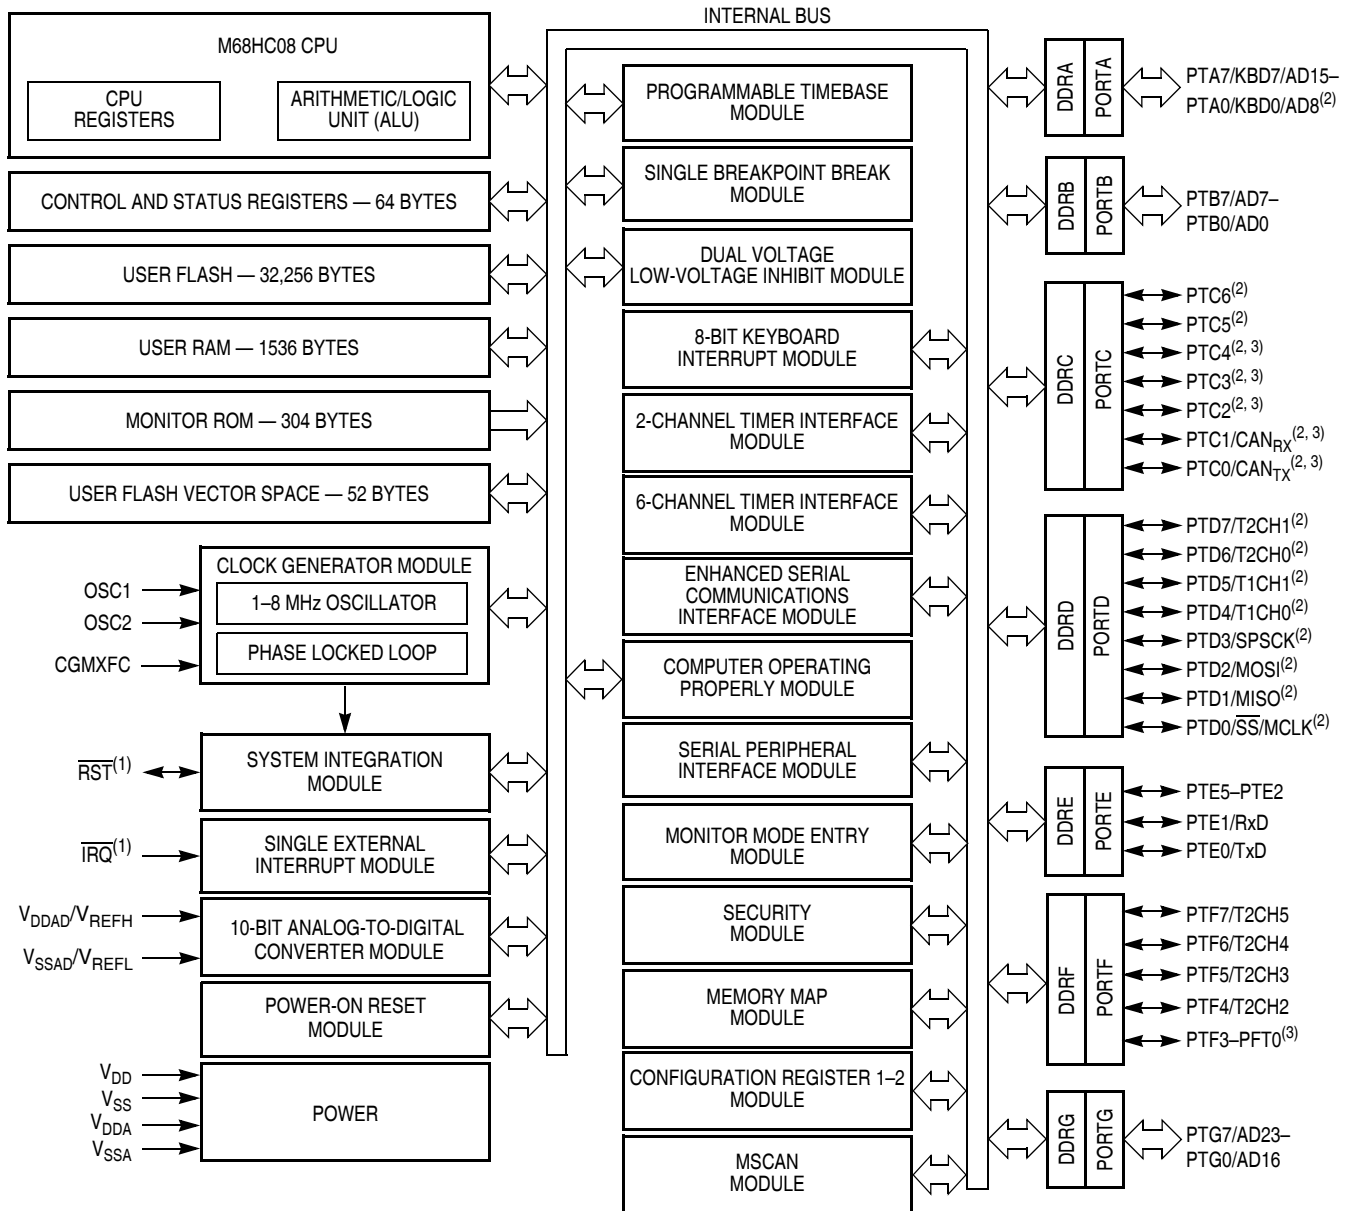 INTERNAL BUS
M68HC08 CPU
CPU
REGISTERS
ARITHMETIC/LOGIC
UNIT (ALU)
CONTROL AND STATUS REGISTERS — 64 BYTES
USER FLASH — 32,256 BYTES
USER RAM — 1536 BYTES
MONITOR ROM — 304 BYTES
USER FLASH VECTOR SPACE — 52 BYTES
CLOCK GENERATOR MODULE
1–8 MHz OSCILLATOR
PHASE LOCKED LOOP
OSC1
OSC2
CGMXFC
SYSTEM INTEGRATION
MODULE
RST(1)
SINGLE EXTERNAL
INTERRUPT MODULE
IRQ(1)
10-BIT ANALOG-TO-DIGITAL
CONVERTER MODULE
VDDAD/VREFH
VSSAD/VREFL
POWER-ON RESET
MODULE
POWER
VDD
VSS
VDDA
VSSA
PROGRAMMABLE TIMEBASE
MODULE
SINGLE BREAKPOINT BREAK
MODULE
DUAL VOLTAGE
LOW-VOLTAGE INHIBIT MODULE
8-BIT KEYBOARD
INTERRUPT MODULE
2-CHANNEL TIMER INTERFACE
MODULE
6-CHANNEL TIMER INTERFACE
MODULE
ENHANCED SERIAL
COMMUNICATIONS
INTERFACE MODULE
COMPUTER OPERATING
PROPERLY MODULE
SERIAL PERIPHERAL
INTERFACE MODULE
MONITOR MODE ENTRY
MODULE
SECURITY
MODULE
MEMORY MAP
MODULE
CONFIGURATION REGISTER 1–2
MODULE
MSCAN
MODULE
DDRA
PORTA
PTA7/KBD7/AD15–
PTA0/KBD0/AD8(2)
DDRB
PORTB
PTB7/AD7–
PTB0/AD0
DDRC
PORTC
PTC6(2)
PTC5(2)
PTC4(2, 3)
PTC3(2, 3)
PTC2(2, 3)
PTC1/CANRX(2, 3)
PTC0/CANTX(2, 3)
DDRD
PORTD
PTD7/T2CH1(2)
PTD6/T2CH0(2)
PTD5/T1CH1(2)
PTD4/T1CH0(2)
PTD3/SPSCK(2)
PTD2/MOSI(2)
PTD1/MISO(2)
PTD0/SS/MCLK(2)
DDRE
PORTE
PTE5–PTE2
PTE1/RxD
PTE0/TxD
DDRF
PORTF
PTF7/T2CH5
PTF6/T2CH4
PTF5/T2CH3
PTF4/T2CH2
PTF3–PFT0(3)
DDRG
PORTG
PTG7/AD23–
PTG0/AD16